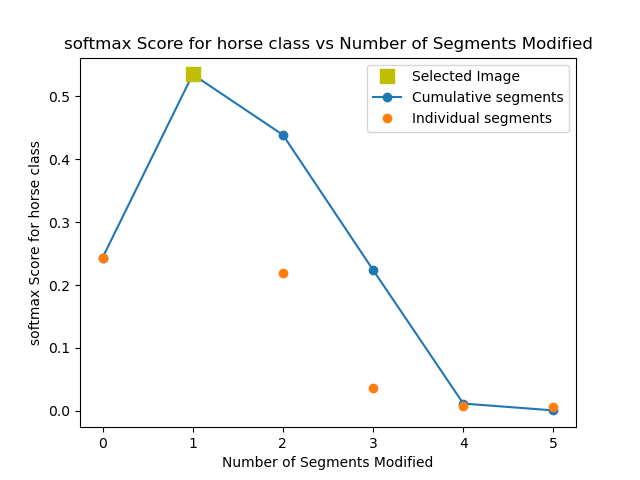 softmax Score for horse class vs Number of Segments Modified
Selected Image
Cumulative segments
Individual segments
softmax Score for horse class
0.5
0.4
0.3
0.2
0.1
0.0
0 1 2 3 4 5
Number of Segments Modified